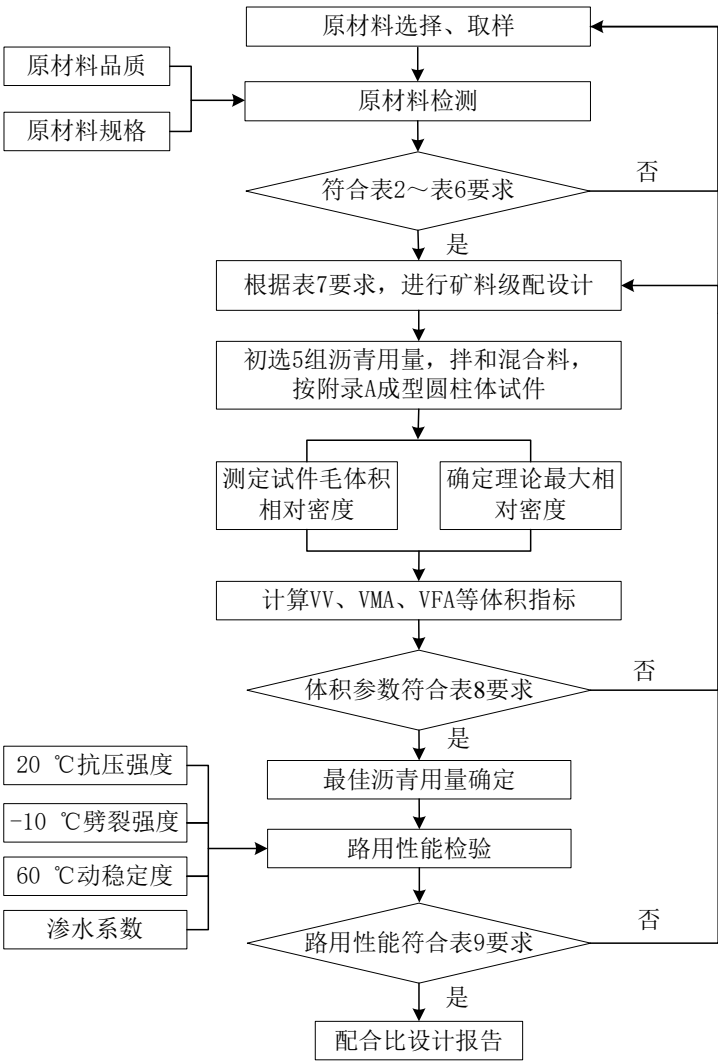 原材料选择、取样
原材料品质
原材料检测
原材料规格
符合表2～表6要求
否
是
根据表7要求，进行矿料级配设计
初选5组沥青用量，拌和混合料，
按附录A成型圆柱体试件
测定试件毛体积
相对密度
确定理论最大相
对密度
计算VV、VMA、VFA等体积指标
体积参数符合表8要求
否
是
20 ℃抗压强度
最佳沥青用量确定
-10 ℃劈裂强度
路用性能检验
60 ℃动稳定度
渗水系数
路用性能符合表9要求
否
是
配合比设计报告